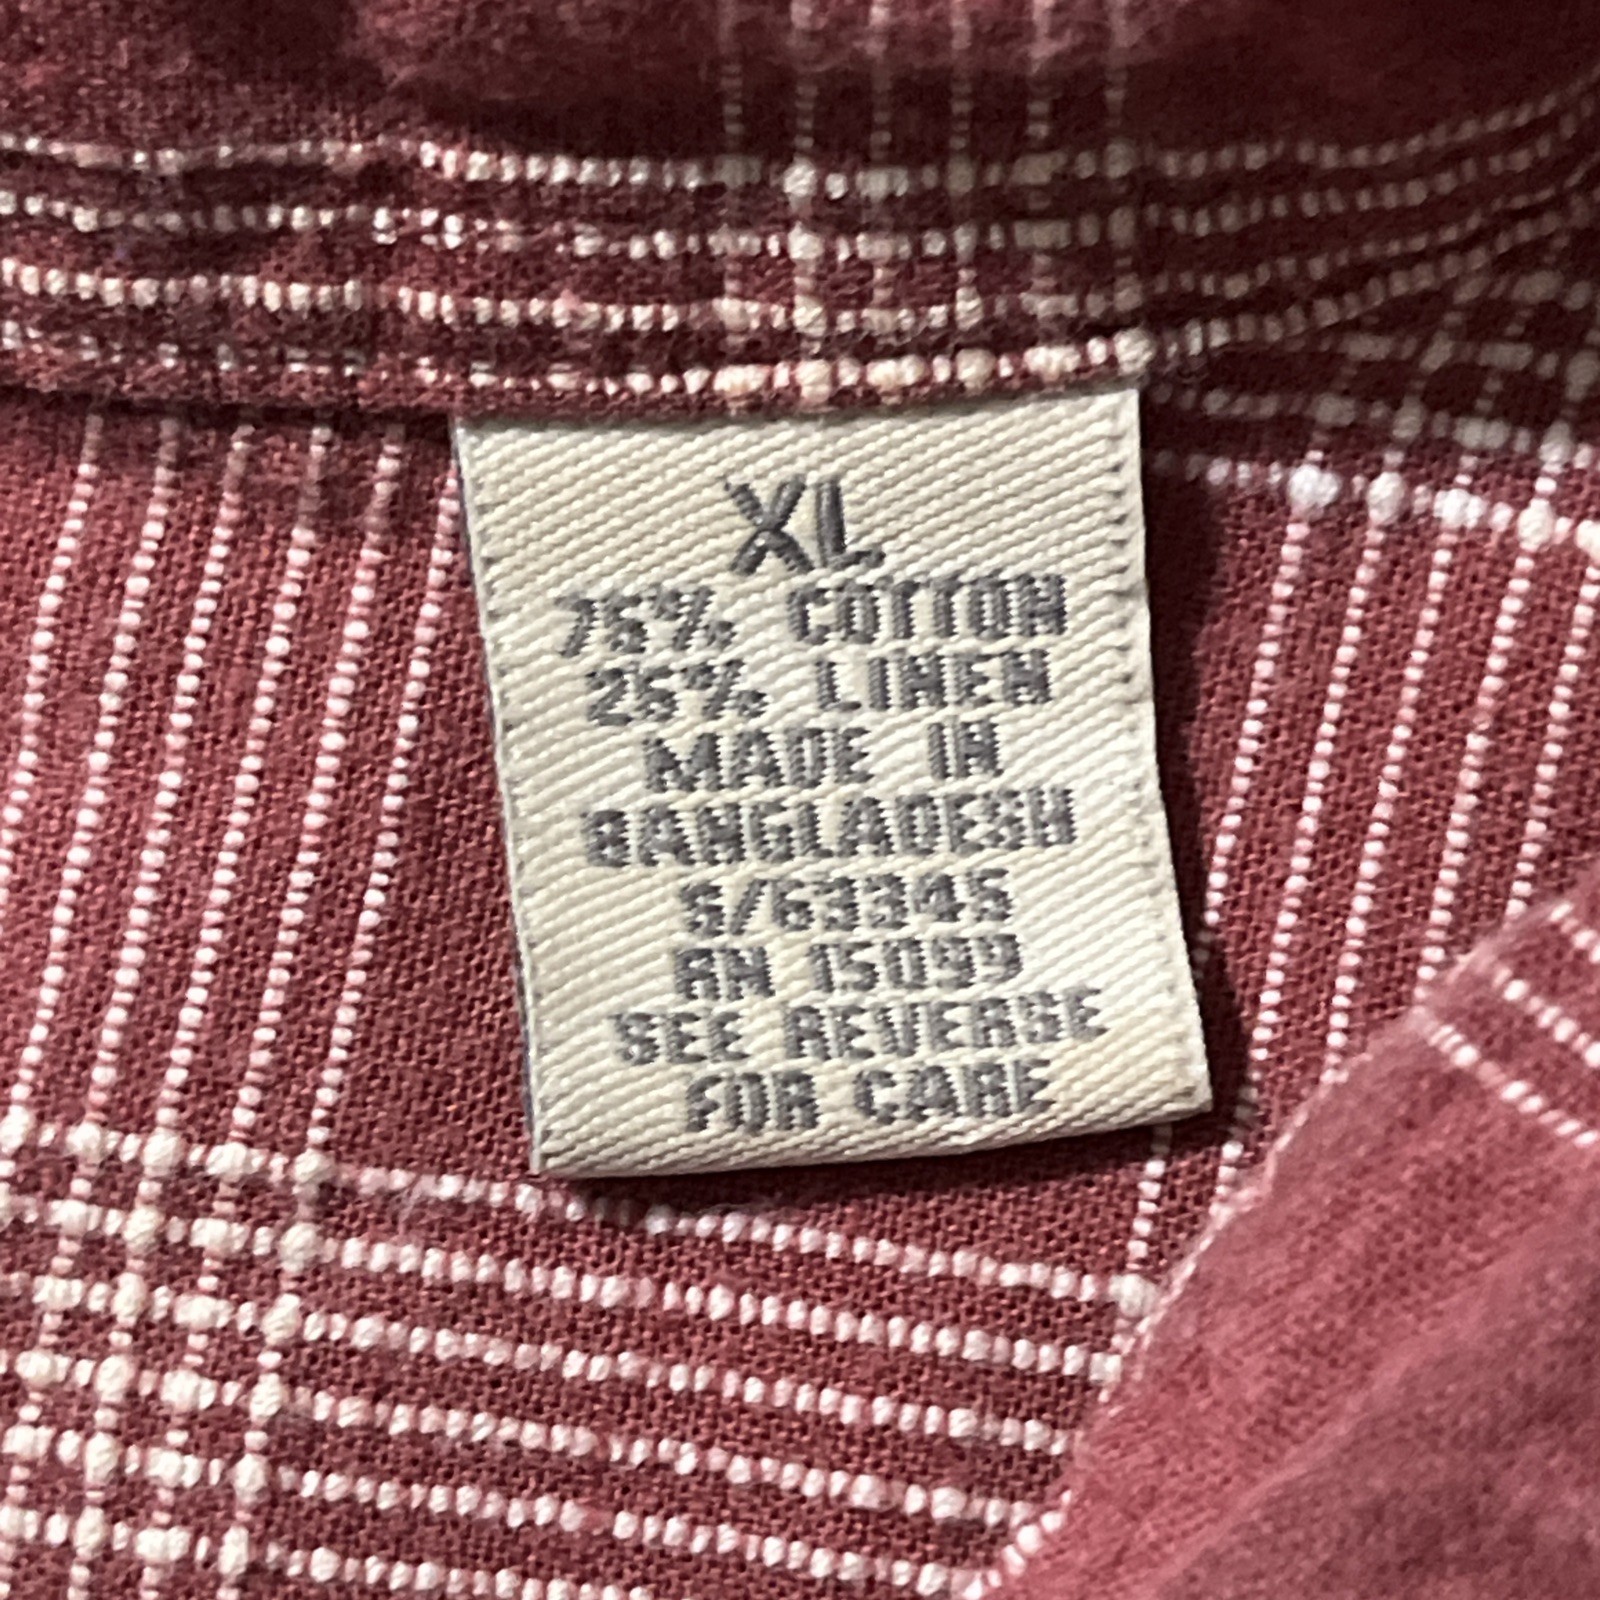 XL
75% COTTON
25% LINEN
MADE IN
BANGLADESH
S/63345
RN 15099
SEE REVERSE
FOR CARE